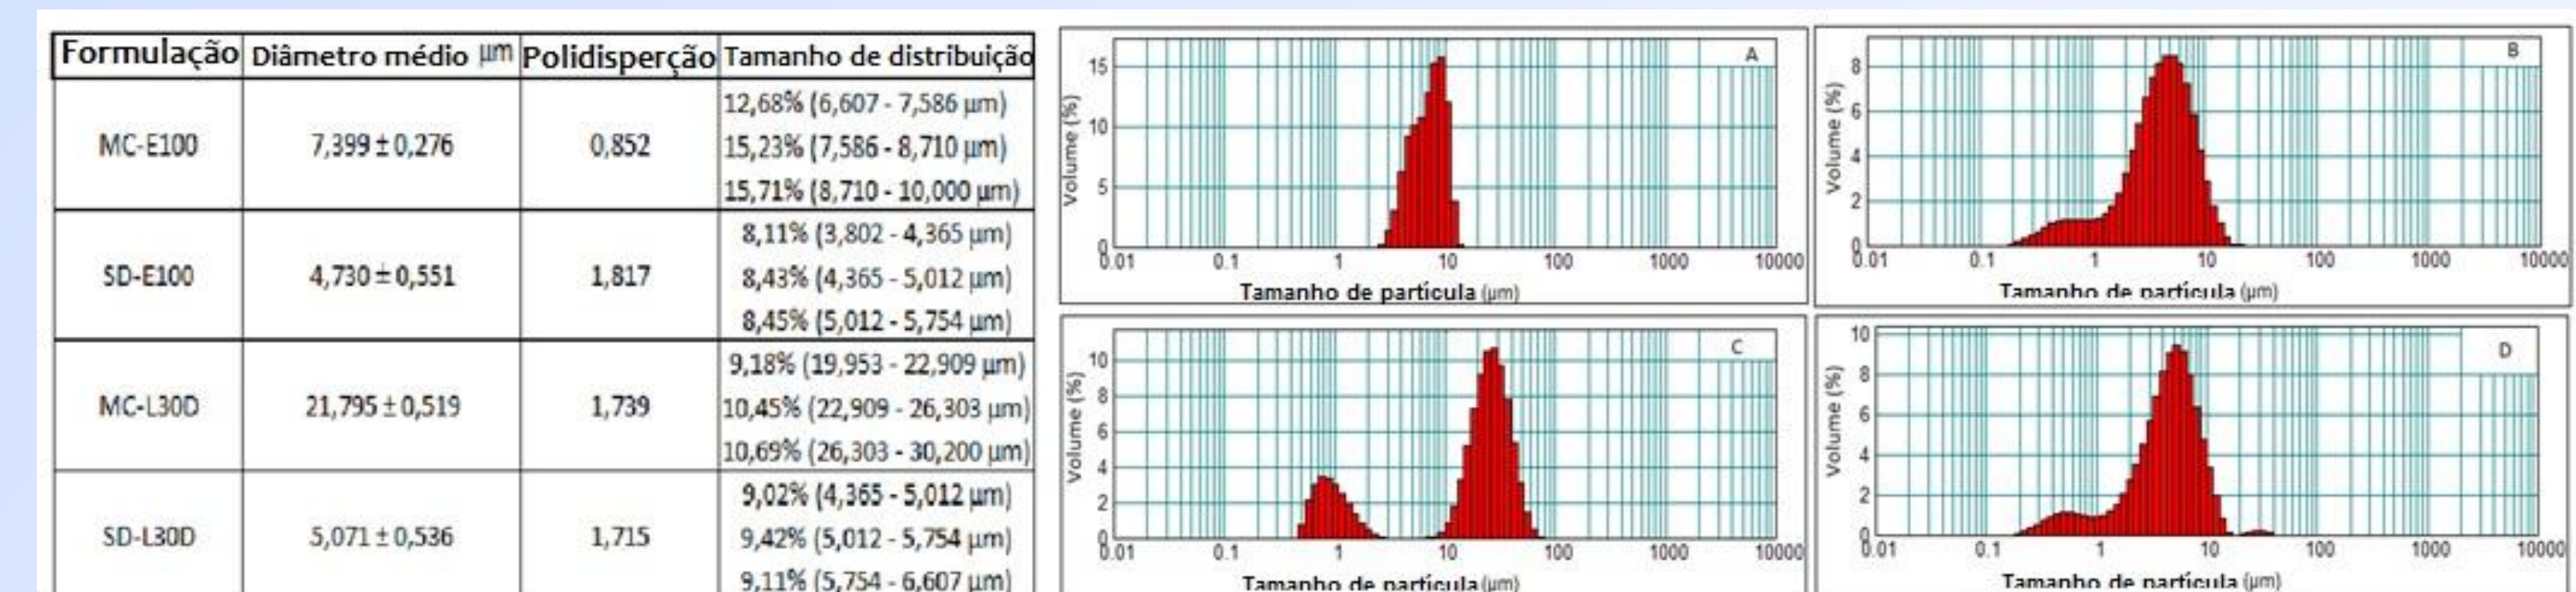 Formulação Diâmetro médio µm Polidisperção Tamanho de distribuição
MC-E100 7,399 ± 0,276 0,852
12,68% (6,607 - 7,586 µm)
15,23% (7,586 - 8,710 µm)
15,71% (8,710 - 10,000 µm)
SD-E100 4,730 ± 0,551 1,817
8,11% (3,802 - 4,365 µm)
8,43% (4,365 - 5,012 µm)
8,45% (5,012 - 5,754 µm)
MC-L30D 21,795 ± 0,519 1,739
9,18% (19,953 - 22,909 µm)
10,45% (22,909 - 26,303 µm)
10,69% (26,303 - 30,200 µm)
SD-L30D 5,071 ± 0,536 1,715
9,02% (4,365 - 5,012 µm)
9,42% (5,012 - 5,754 µm)
9,11% (5,754 - 6,607 µm)
A
Volume (%)
15
10
5
0
0.01 0.1 1 10 100 1000 10000
Tamanho de partícula (µm)
B
Volume (%)
8
6
4
2
0
0.01 0.1 1 10 100 1000 10000
Tamanho de partícula (µm)
C
Volume (%)
10
8
6
4
2
0
0.01 0.1 1 10 100 1000 10000
Tamanho de partícula (µm)
D
Volume (%)
10
8
6
4
2
0
0.01 0.1 1 10 100 1000 10000
Tamanho de partícula (µm)